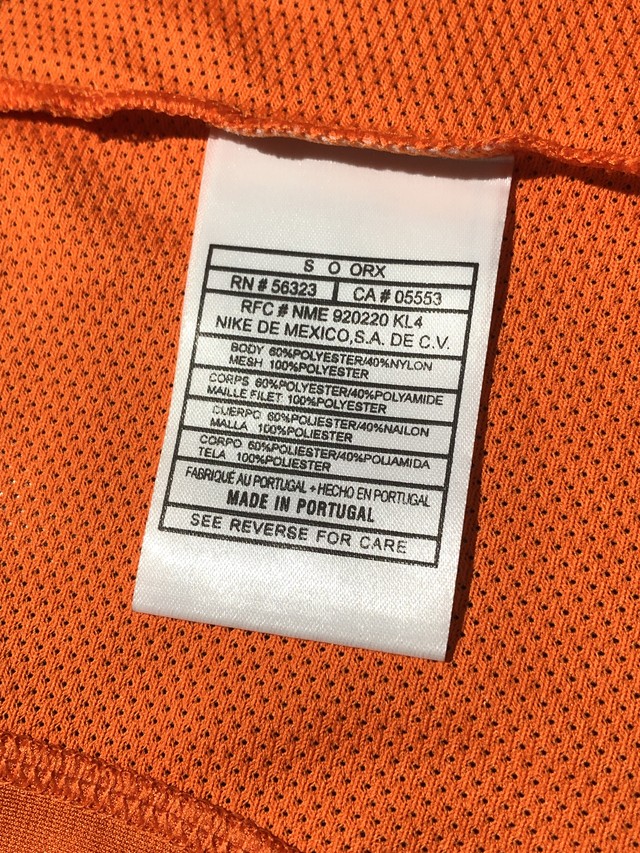 S O ORX
RN # 56323 CA # 05553
RFC # NME 920220 KL4
NIKE DE MEXICO,S.A. DE C.V.
BODY 60%POLYESTER/40%NYLON
MESH 100%POLYESTER
CORPS 60%POLYESTER/40%POLYAMIDE
MAILLE FILET 100%POLYESTER
CUERPO 60%POLIESTER/40%NAILON
MALLA 100%POLIESTER
CORPO 60%POLIESTER/40%POLIAMIDA
TELA 100%POLIESTER
FABRIQUÉ AU PORTUGAL + HECHO EN PORTUGAL
MADE IN PORTUGAL
SEE REVERSE FOR CARE